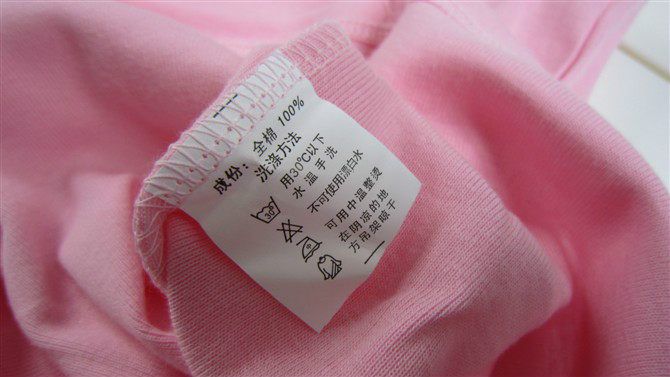 成份：全棉 100%
洗涤方法
用30℃以下
水温手洗
30
不可使用漂白水
可用中温整烫
在阴凉的地
方吊架晾干